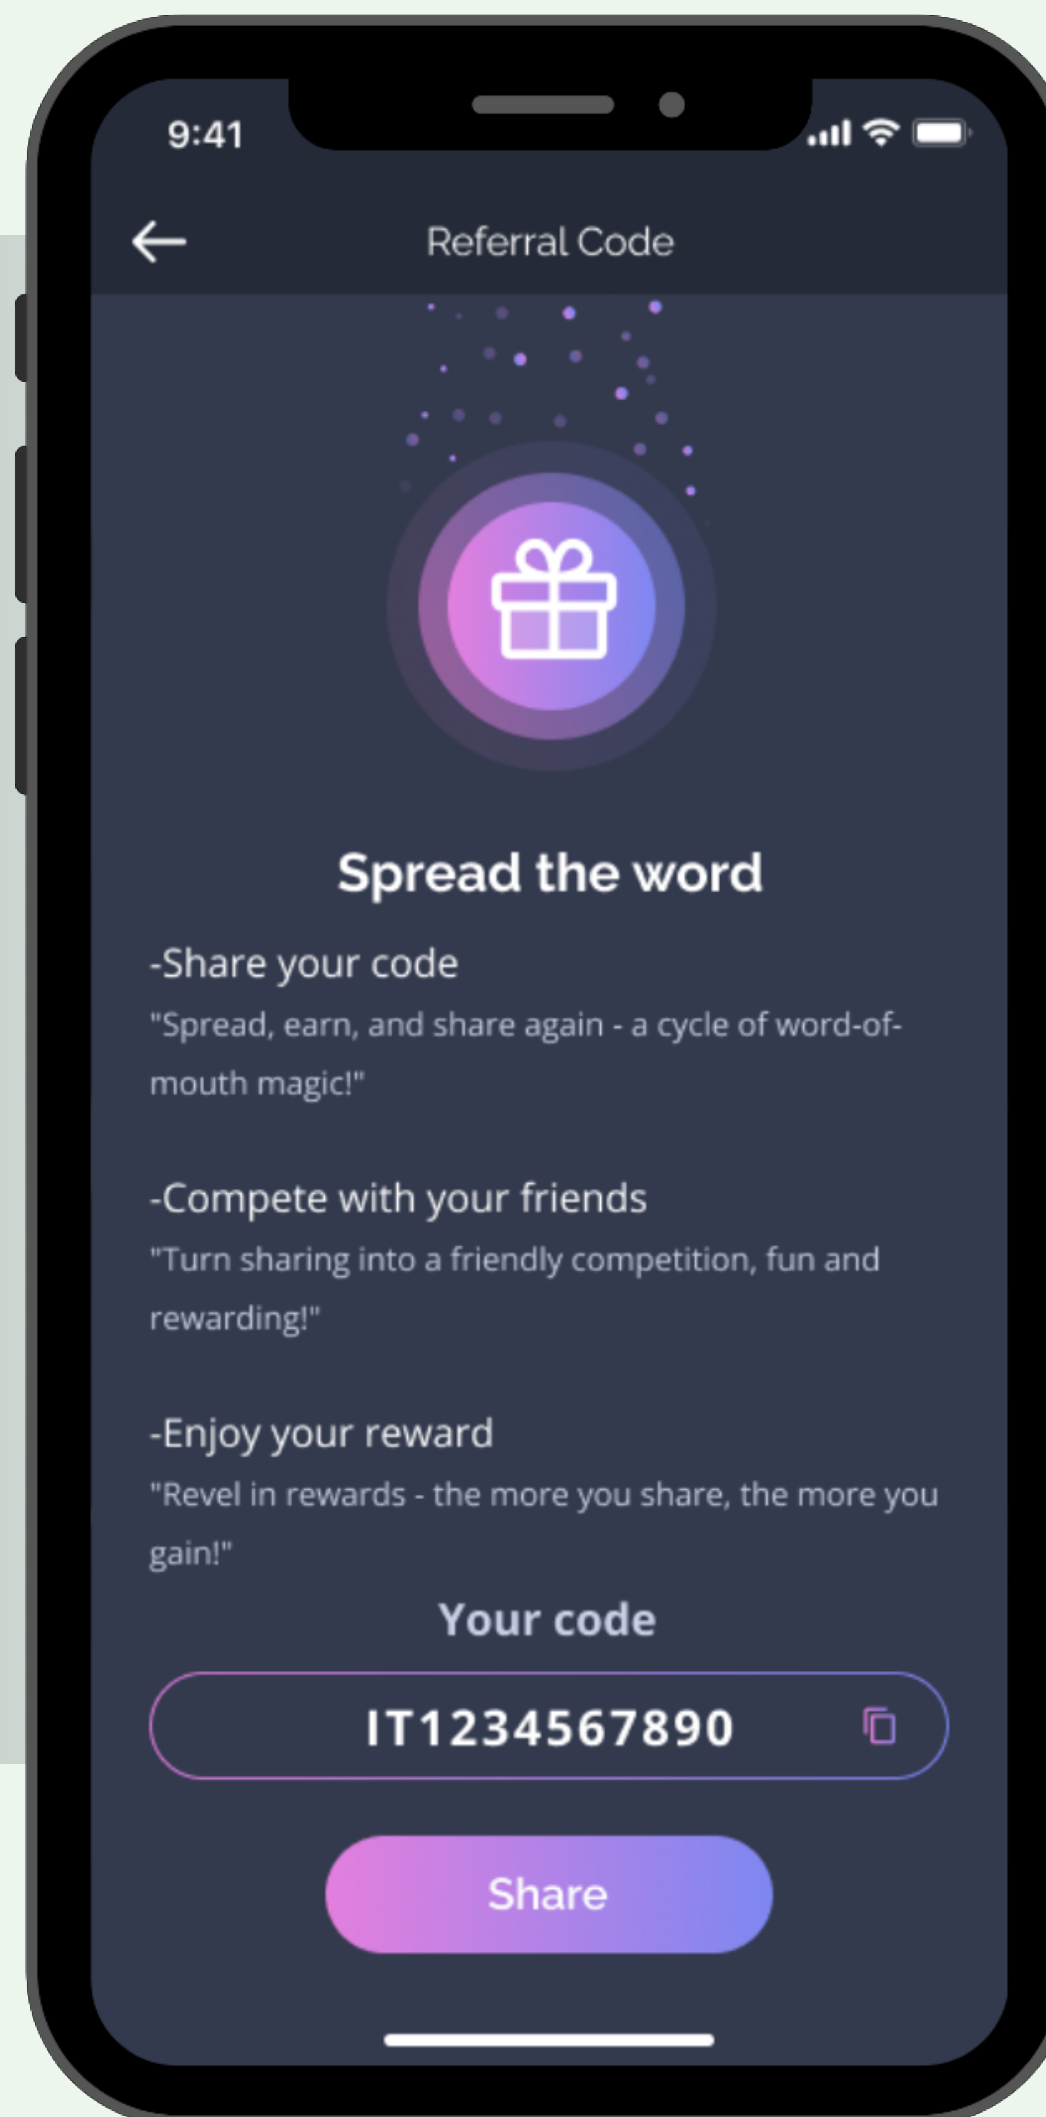 9:41
Referral Code
Spread the word
-Share your code
"Spread, earn, and share again - a cycle of word-of-
mouth magic!"
-Compete with your friends
"Turn sharing into a friendly competition, fun and
rewarding!"
-Enjoy your reward
"Revel in rewards - the more you share, the more you
gain!"
Your code
IT1234567890
Share